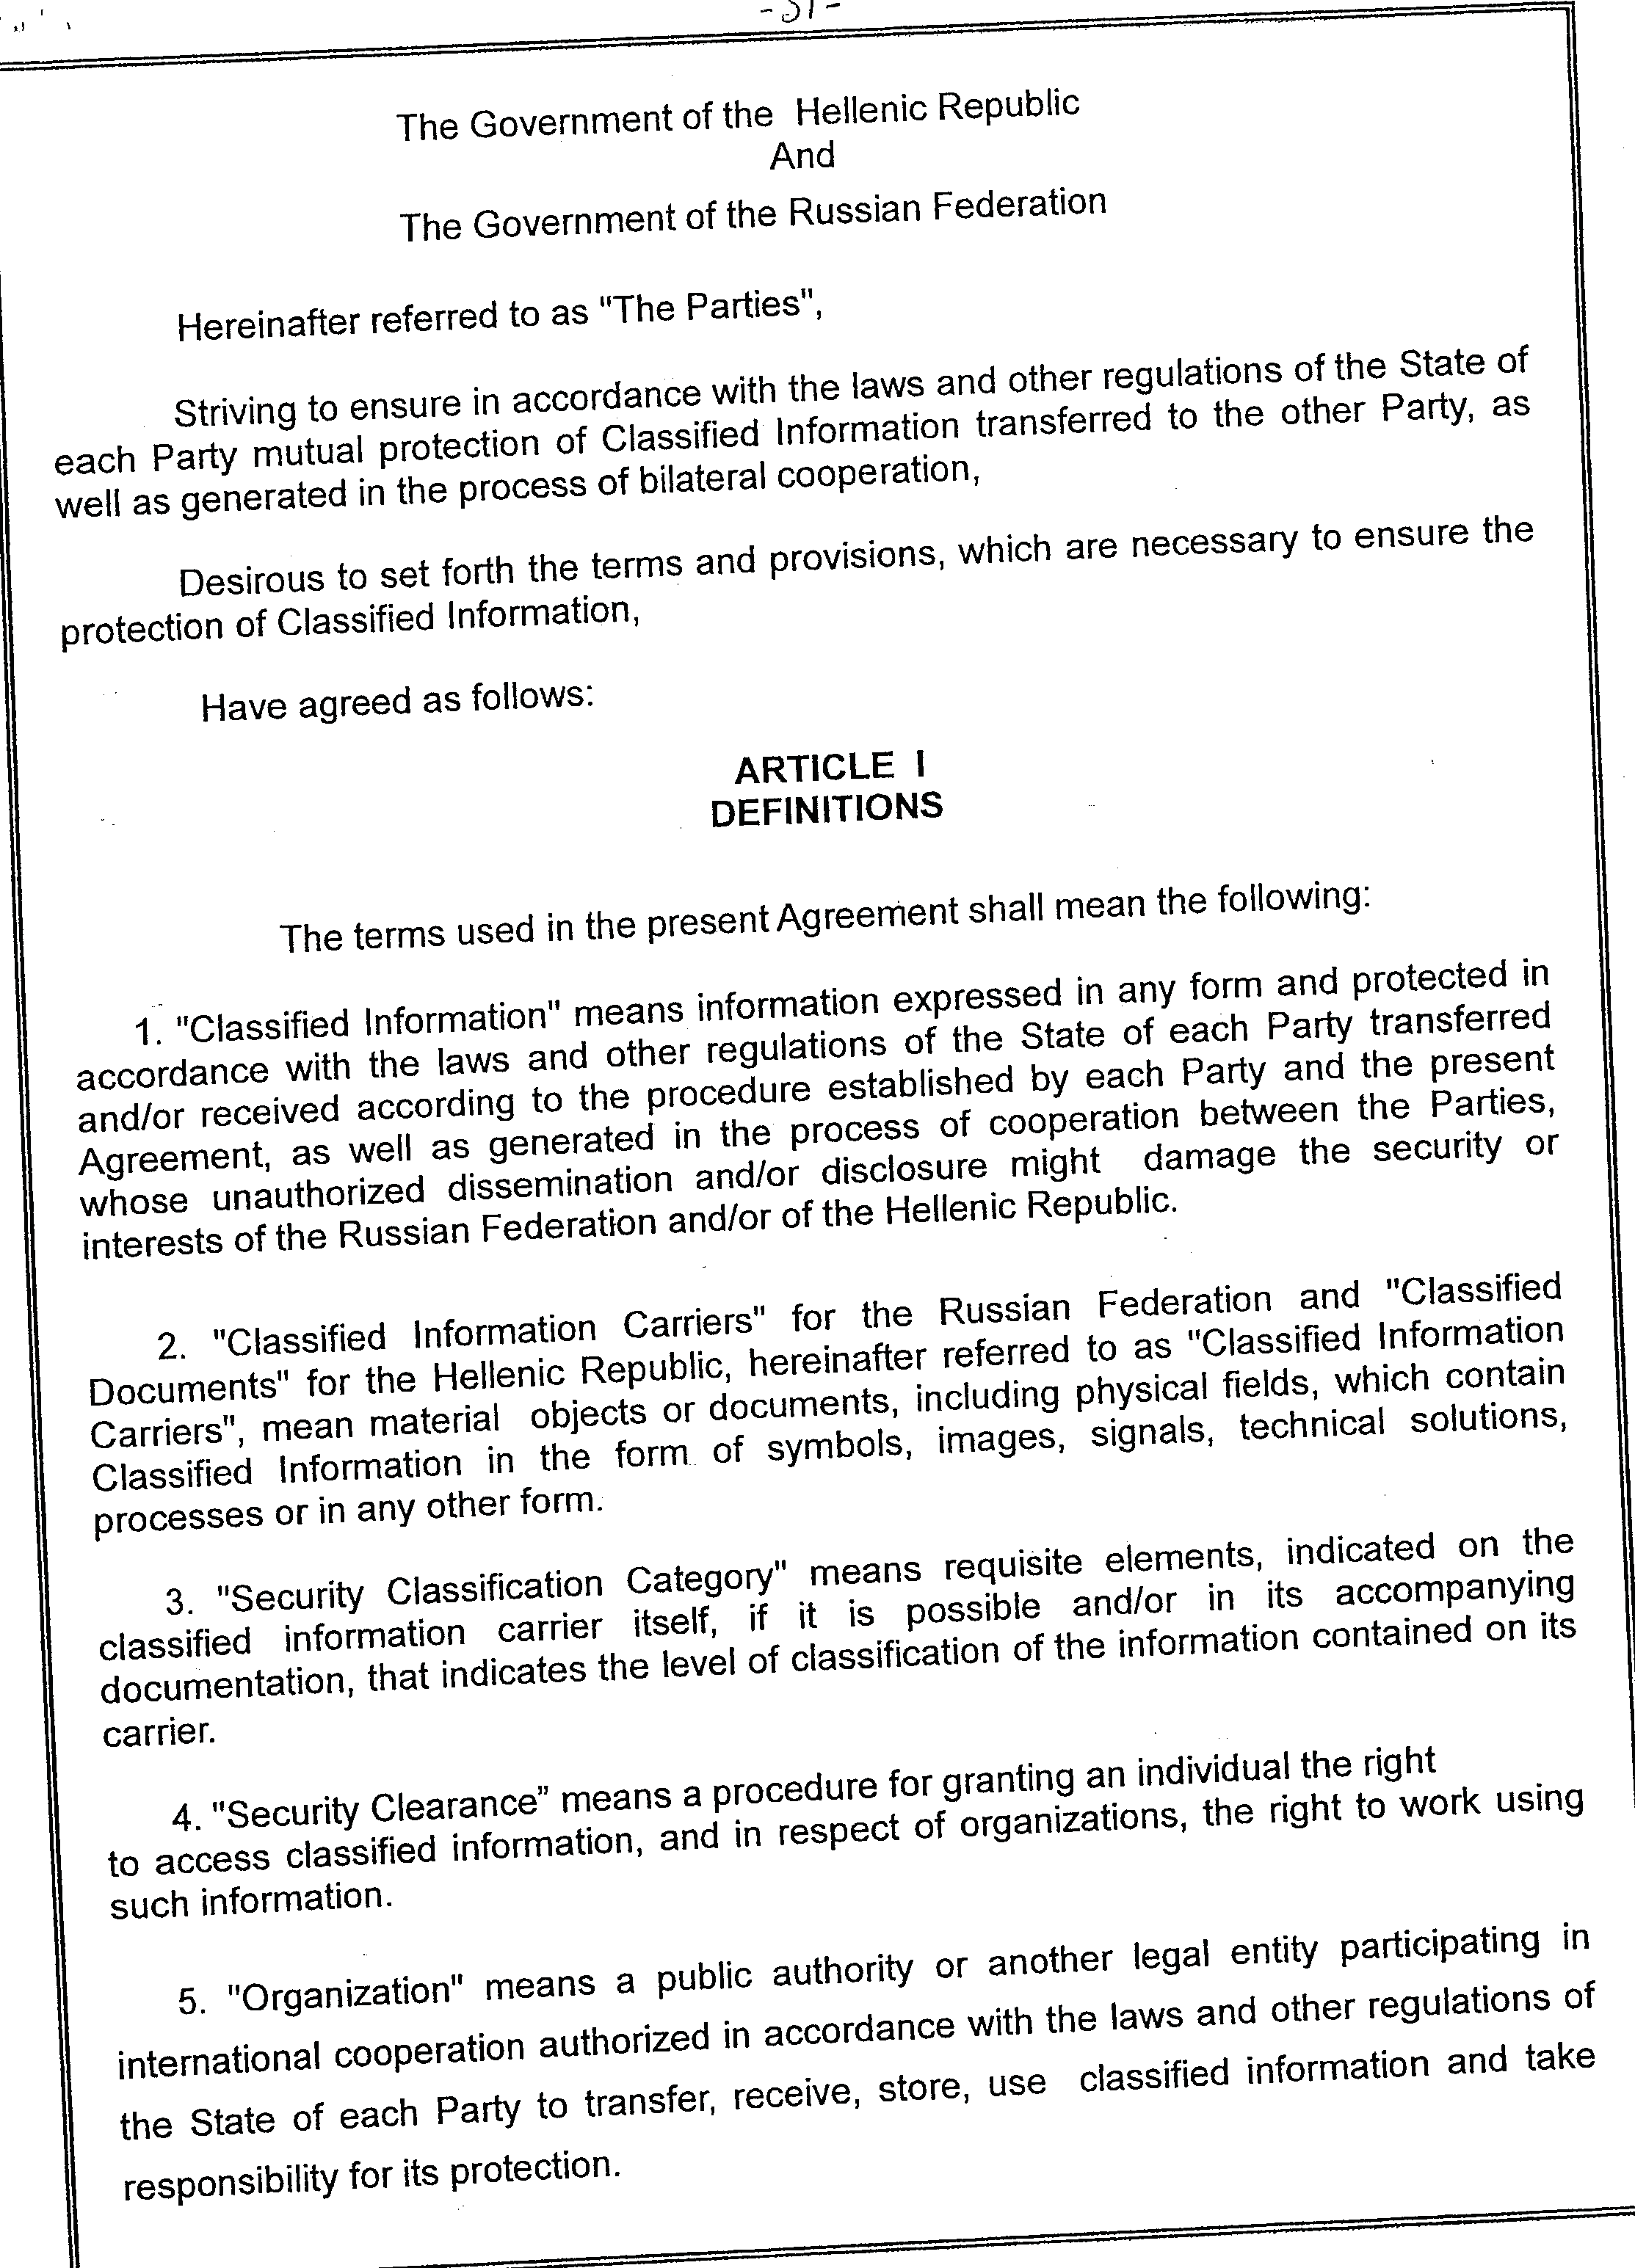 The Government of the Hellenic Republic
And
The Government of the Russian Federation
Hereinafter referred to as "The Parties",
Striving to ensure in accordance with the laws and other regulations of the State of
each Party mutual protection of Classified Information transferred to the other Party, as
well as generated in the process of bilateral cooperation,
Desirous to set forth the terms and provisions, which are necessary to ensure the
protection of Classified Information,
Have agreed as follows:
ARTICLE I
DEFINITIONS
The terms used in the present Agreement shall mean the following:
1. "Classified Information" means information expressed in any form and protected in
accordance with the laws and other regulations of the State of each Party transferred
and/or received according to the procedure established by each Party and the present
Agreement, as well as generated in the process of cooperation between the Parties,
whose unauthorized dissemination and/or disclosure might damage the security or
interests of the Russian Federation and/or of the Hellenic Republic.
2. "Classified Information Carriers" for the Russian Federation and "Classified
Documents" for the Hellenic Republic, hereinafter referred to as "Classified Information
Carriers", mean material objects or documents, including physical fields, which contain
Classified Information in the form of symbols, images, signals, technical solutions,
processes or in any other form.
3. "Security Classification Category" means requisite elements, indicated on the
classified information carrier itself, if it is possible and/or in its accompanying
documentation, that indicates the level of classification of the information contained on its
carrier.
4. "Security Clearance” means a procedure for granting an individual the right
to access classified information, and in respect of organizations, the right to work using
such information.
5. "Organization" means a public authority or another legal entity participating in
international cooperation authorized in accordance with the laws and other regulations of
the State of each Party to transfer, receive, store, use classified information and take
responsibility for its protection.